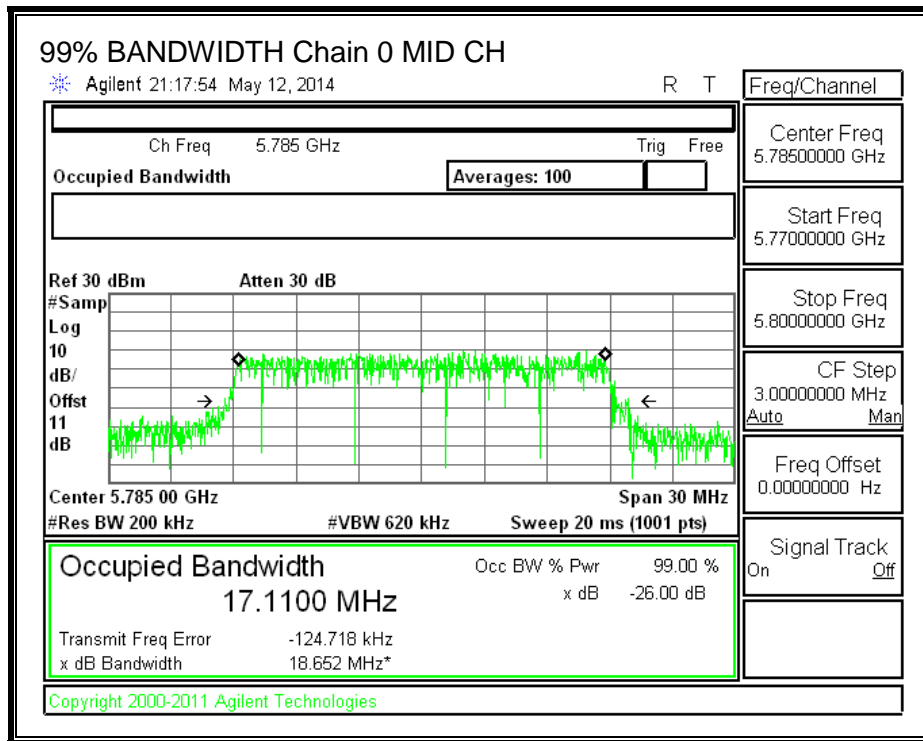 99% BANDWIDTH Chain 0 MID CH
Agilent 21:17:54 May 12, 2014 R T
Freq/Channel
Ch Freq 5.785 GHz Trig Free
Occupied Bandwidth Averages: 100
Center Freq
5.78500000 GHz
Start Freq
5.77000000 GHz
Stop Freq
5.80000000 GHz
CF Step
3.00000000 MHz
Auto Man
Freq Offset
0.00000000 Hz
Signal Track
On Off
Ref 30 dBm Atten 30 dB
#Samp
Log
10
dB/
Offst
11
dB
Center 5.785 00 GHz Span 30 MHz
#Res BW 200 kHz #VBW 620 kHz Sweep 20 ms (1001 pts)
Occupied Bandwidth Occ BW % Pwr 99.00 %
17.1100 MHz x dB -26.00 dB
Transmit Freq Error -124.718 kHz
x dB Bandwidth 18.652 MHz*
Copyright 2000-2011 Agilent Technologies